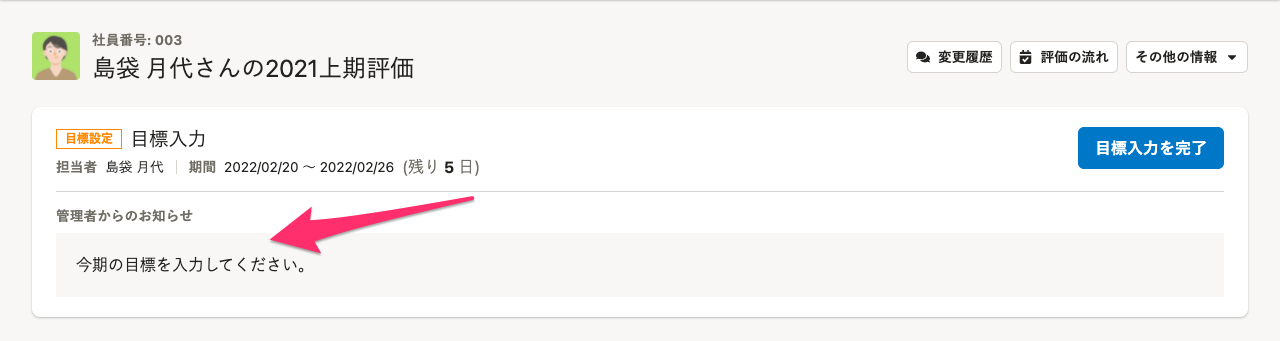 社員番号: 003
島袋 月代さんの2021上期評価
変更履歴
評価の流れ
その他の情報
目標設定 目標入力
担当者 島袋 月代 期間 2022/02/20 〜 2022/02/26 (残り 5 日)
目標入力を完了
管理者からのお知らせ
今期の目標を入力してください。